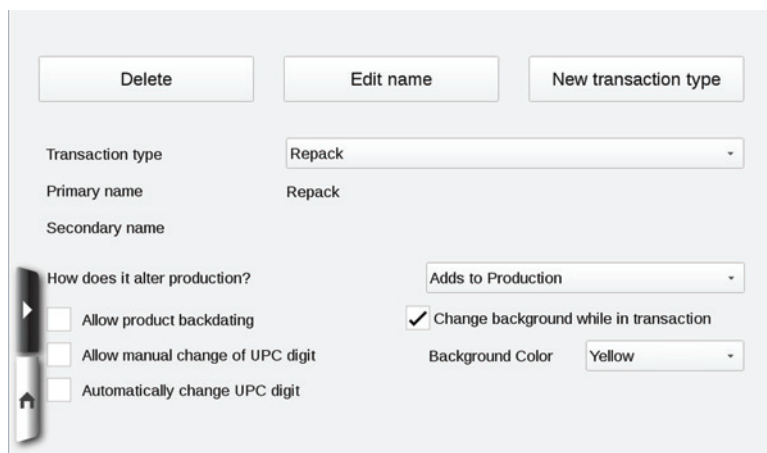 Delete
Edit name
New transaction type
Transaction type
Repack
Primary name
Repack
Secondary name
How does it alter production?
Adds to Production
Allow product backdating
Change background while in transaction
Allow manual change of UPC digit
Background Color
Yellow
Automatically change UPC digit